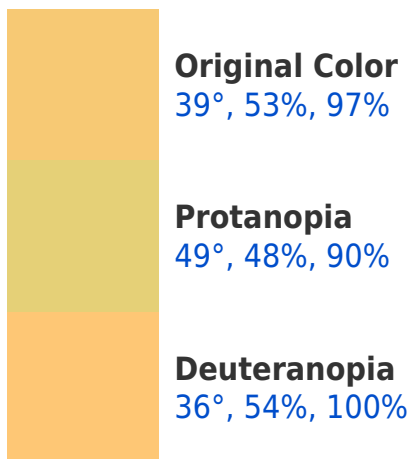 Original Color
39°, 53%, 97%
Protanopia
49°, 48%, 90%
Deuteranopia
36°, 54%, 100%